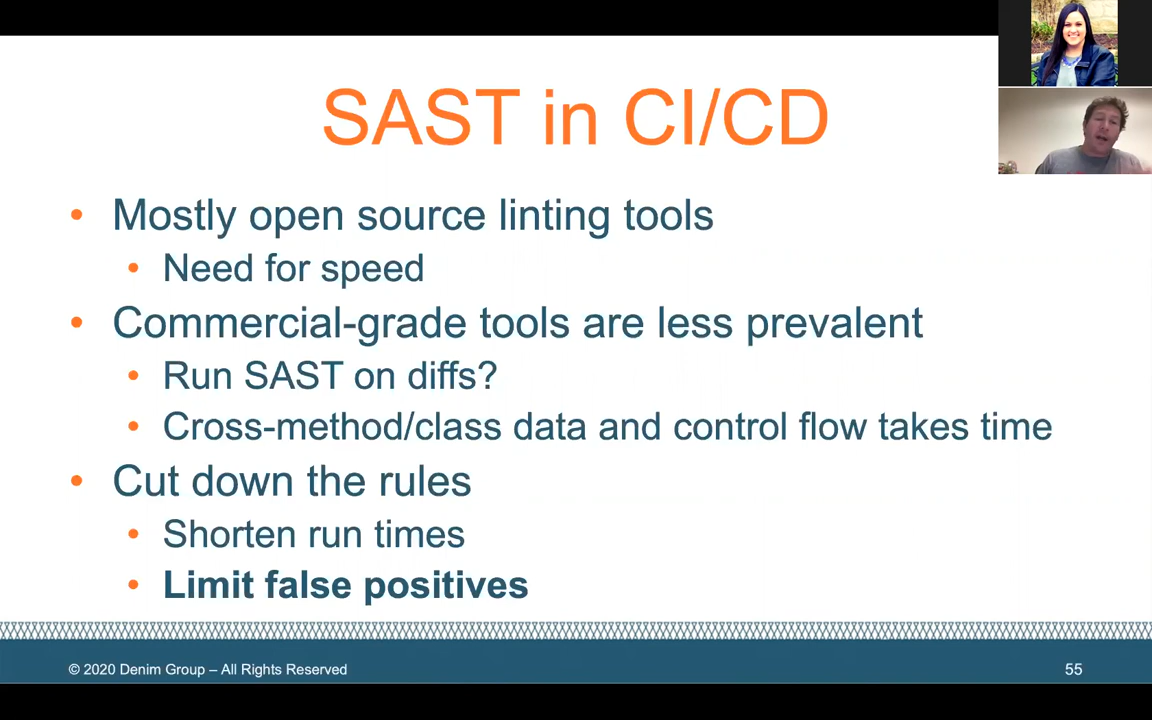 SAST in CI/CD
• Mostly open source linting tools
• Need for speed
• Commercial-grade tools are less prevalent
• Run SAST on diffs?
• Cross-method/class data and control flow takes time
• Cut down the rules
• Shorten run times
• Limit false positives
© 2020 Denim Group – All Rights Reserved
55